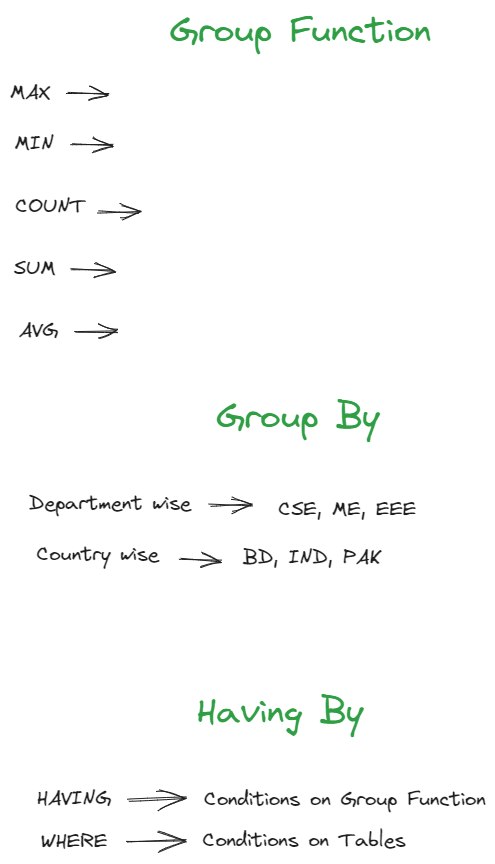 Group Function
MAX →
MIN →
COUNT →
SUM →
AVG →
Group By
Department wise → CSE, ME, EEE
Country wise → BD, IND, PAK
Having By
HAVING → Conditions on Group Function
WHERE → Conditions on Tables